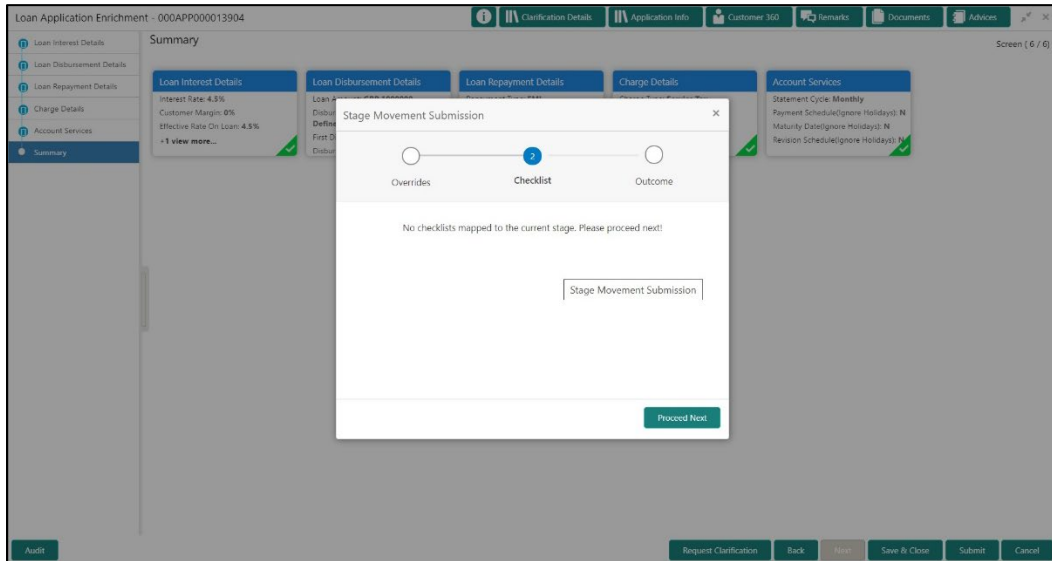 Loan Application Enrichment - 000APP000013904
Clarification Details
Application Info
Customer 360
Remarks
Documents
Advices
Loan Interest Details
Loan Disbursement Details
Loan Repayment Details
Charge Details
Account Services
Summary
Summary
Screen ( 6 / 6)
Loan Interest Details
Interest Rate: 4.5%
Customer Margin: 0%
Effective Rate On Loan: 4.5%
+1 view more...
Loan Disbursement Details
Loan Repayment Details
Charge Details
Account Services
Statement Cycle: Monthly
Payment Schedule(Ignore Holidays): N
Maturity Date(Ignore Holidays): N
Revision Schedule(Ignore Holidays): N
Stage Movement Submission
2
Overrides
Checklist
Outcome
No checklists mapped to the current stage. Please proceed next!
Stage Movement Submission
Proceed Next
Audit
Request Clarification
Back
Next
Save & Close
Submit
Cancel